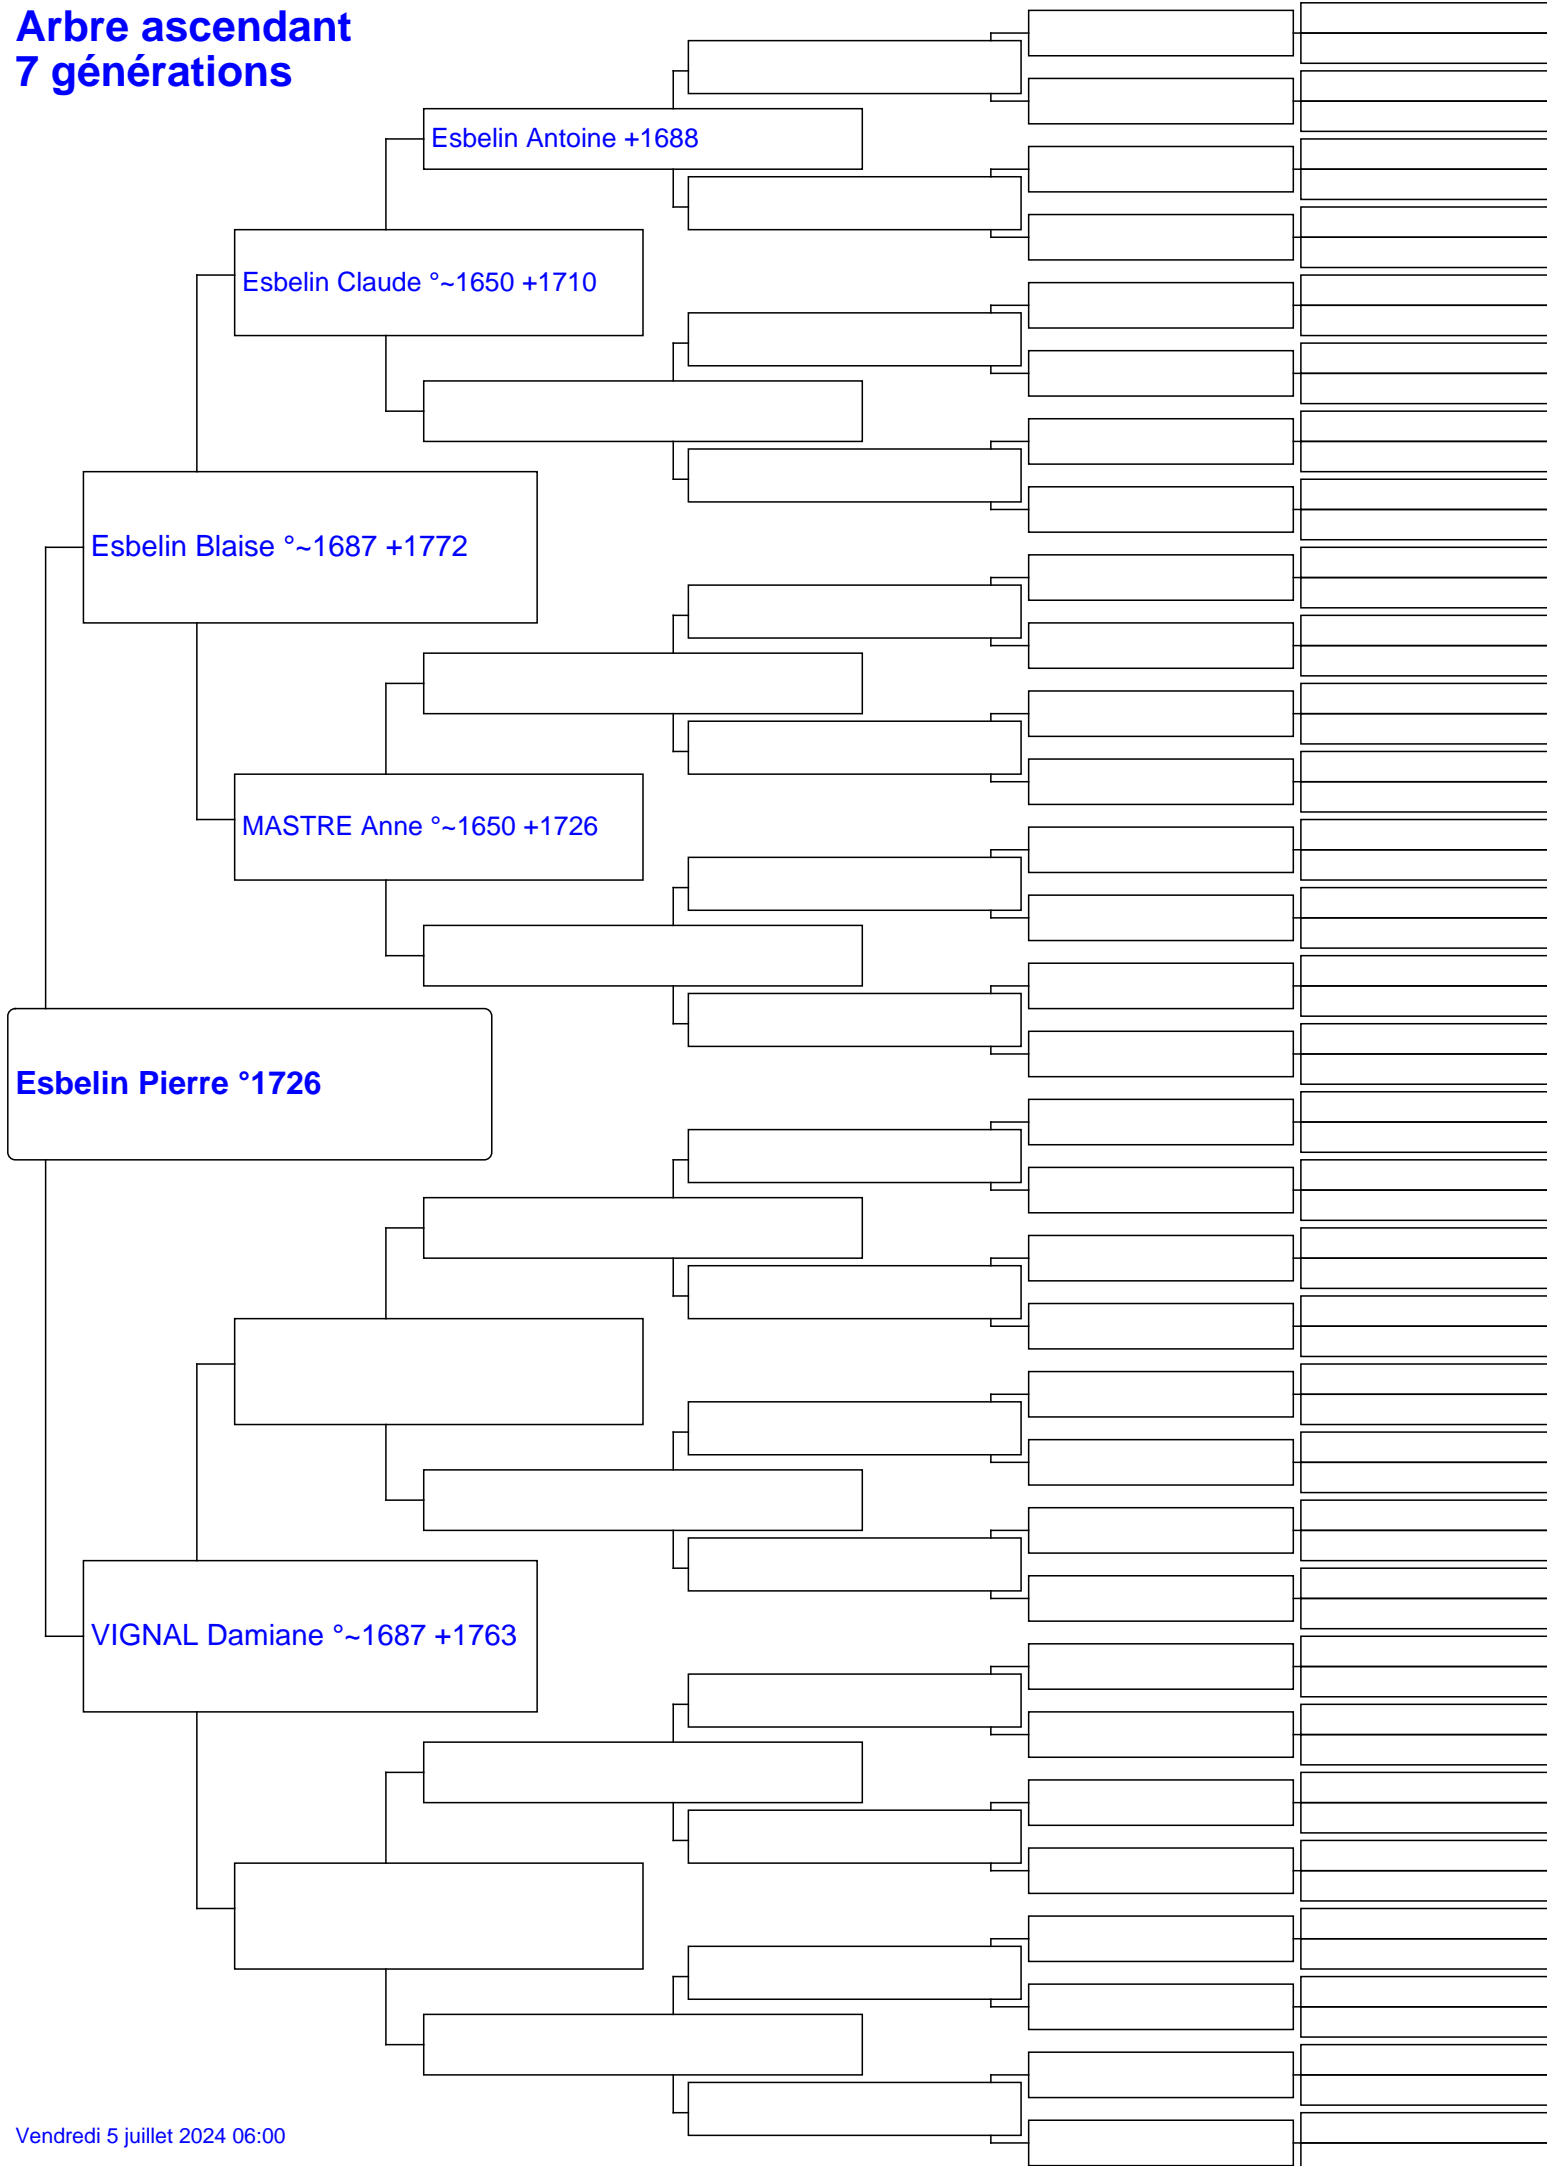 Arbre ascendant
7 générations
Esbelin Antoine +1688
Esbelin Claude °~1650 +1710
Esbelin Blaise °~1687 +1772
MASTRE Anne °~1650 +1726
Esbelin Pierre °1726
VIGNAL Damiane °~1687 +1763
Vendredi 5 juillet 2024 06:00